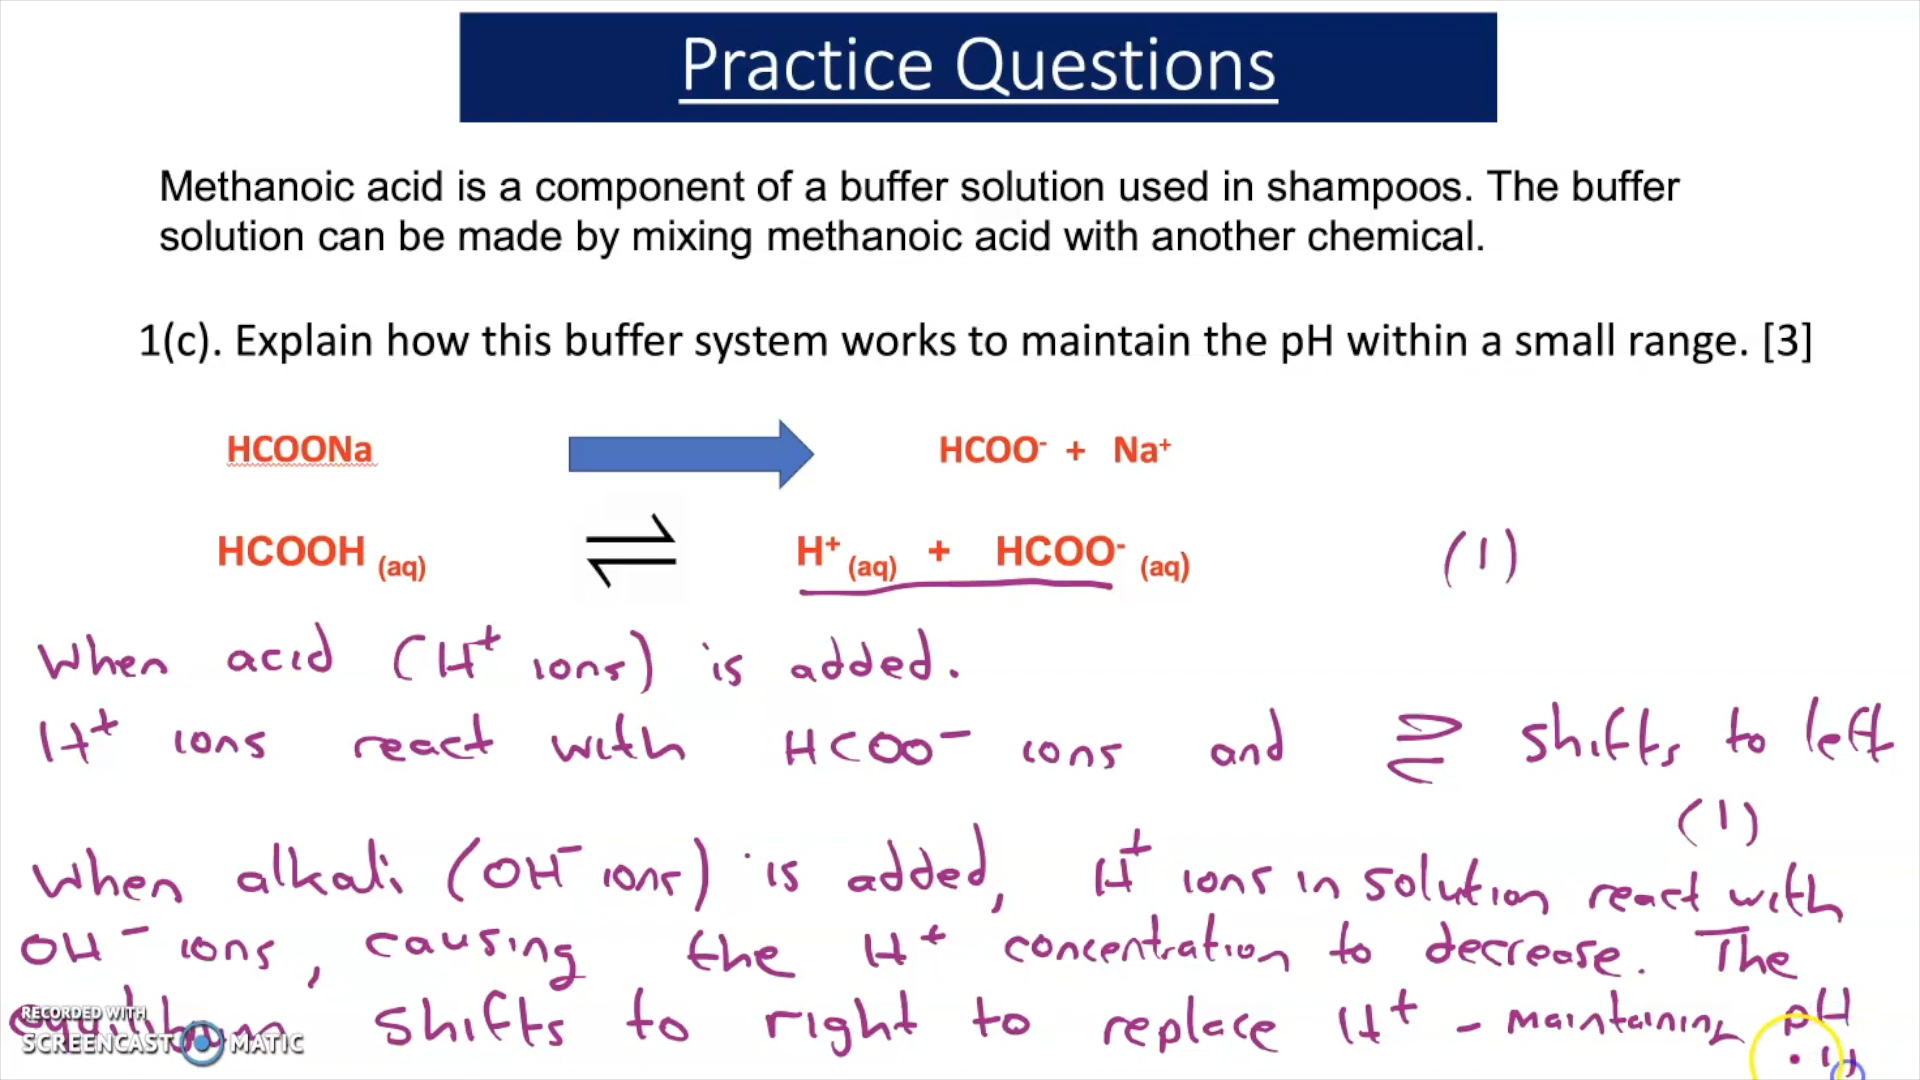 Practice Questions
Methanoic acid is a component of a buffer solution used in shampoos. The buffer
solution can be made by mixing methanoic acid with another chemical.
1(c). Explain how this buffer system works to maintain the pH within a small range. [3]
HCOONa HCOO⁻ + Na⁺
HCOOH (aq) ⇌ H⁺ (aq) + HCOO⁻ (aq) (1)
When acid (H⁺ ions) is added.
H⁺ ions react with HCOO⁻ ions and ⇌ shifts to left
(1)
When alkali (OH⁻ ions) is added, H⁺ ions in solution react with
OH⁻ ions, causing the H⁺ concentration to decrease. The
equilibrium shifts to right to replace H⁺ - maintaining pH
RECORDED WITH
SCREENCAST MATIC